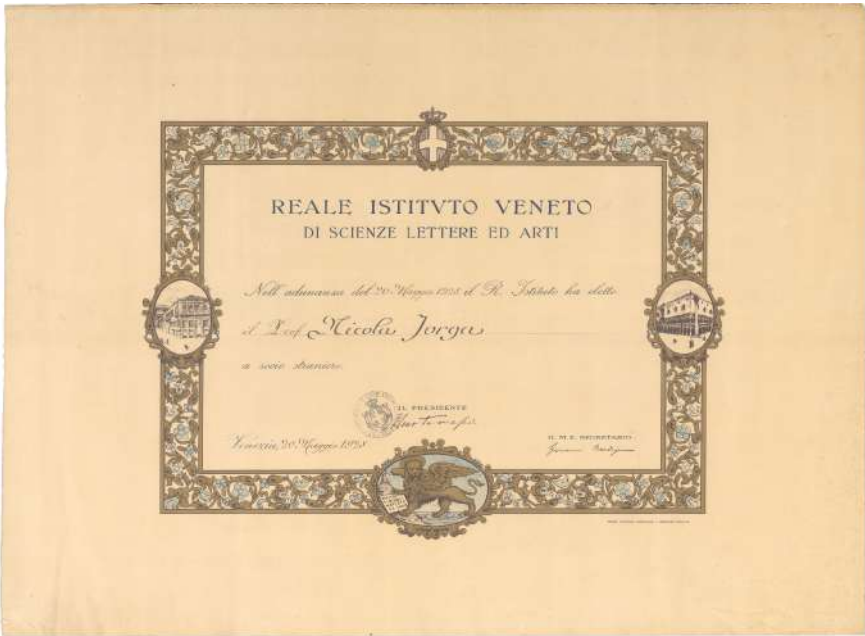 REALE ISTITVTO VENETO
DI SCIENZE LETTERE ED ARTI
Nell' adunanza del 20 Maggio 1928 il R. Istituto ha eletto
il Prof. Nicola Jorga
a socio straniero.
IL PRESIDENTE
Venezia, 20 Maggio 1928
IL M. E. SEGRETARIO